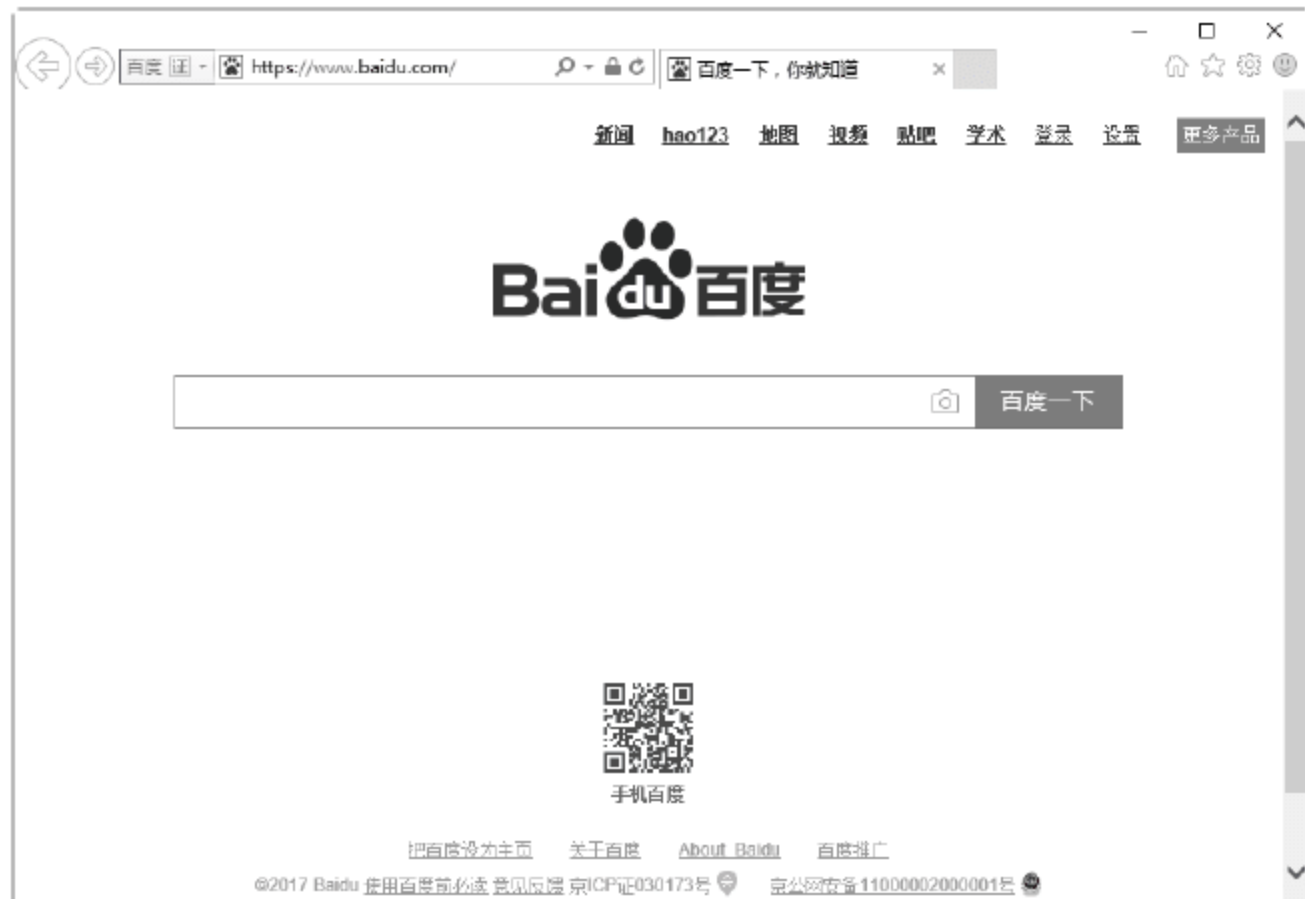 百度 证 https://www.baidu.com/ 百度一下，你就知道
新闻 hao123 地图 视频 贴吧 学术 登录 设置 更多产品
Bai du 百度
百度一下
手机百度
把百度设为主页 关于百度 About Baidu 百度推广
©2017 Baidu 使用百度前必读 意见反馈 京ICP证030173号 京公网安备11000002000001号